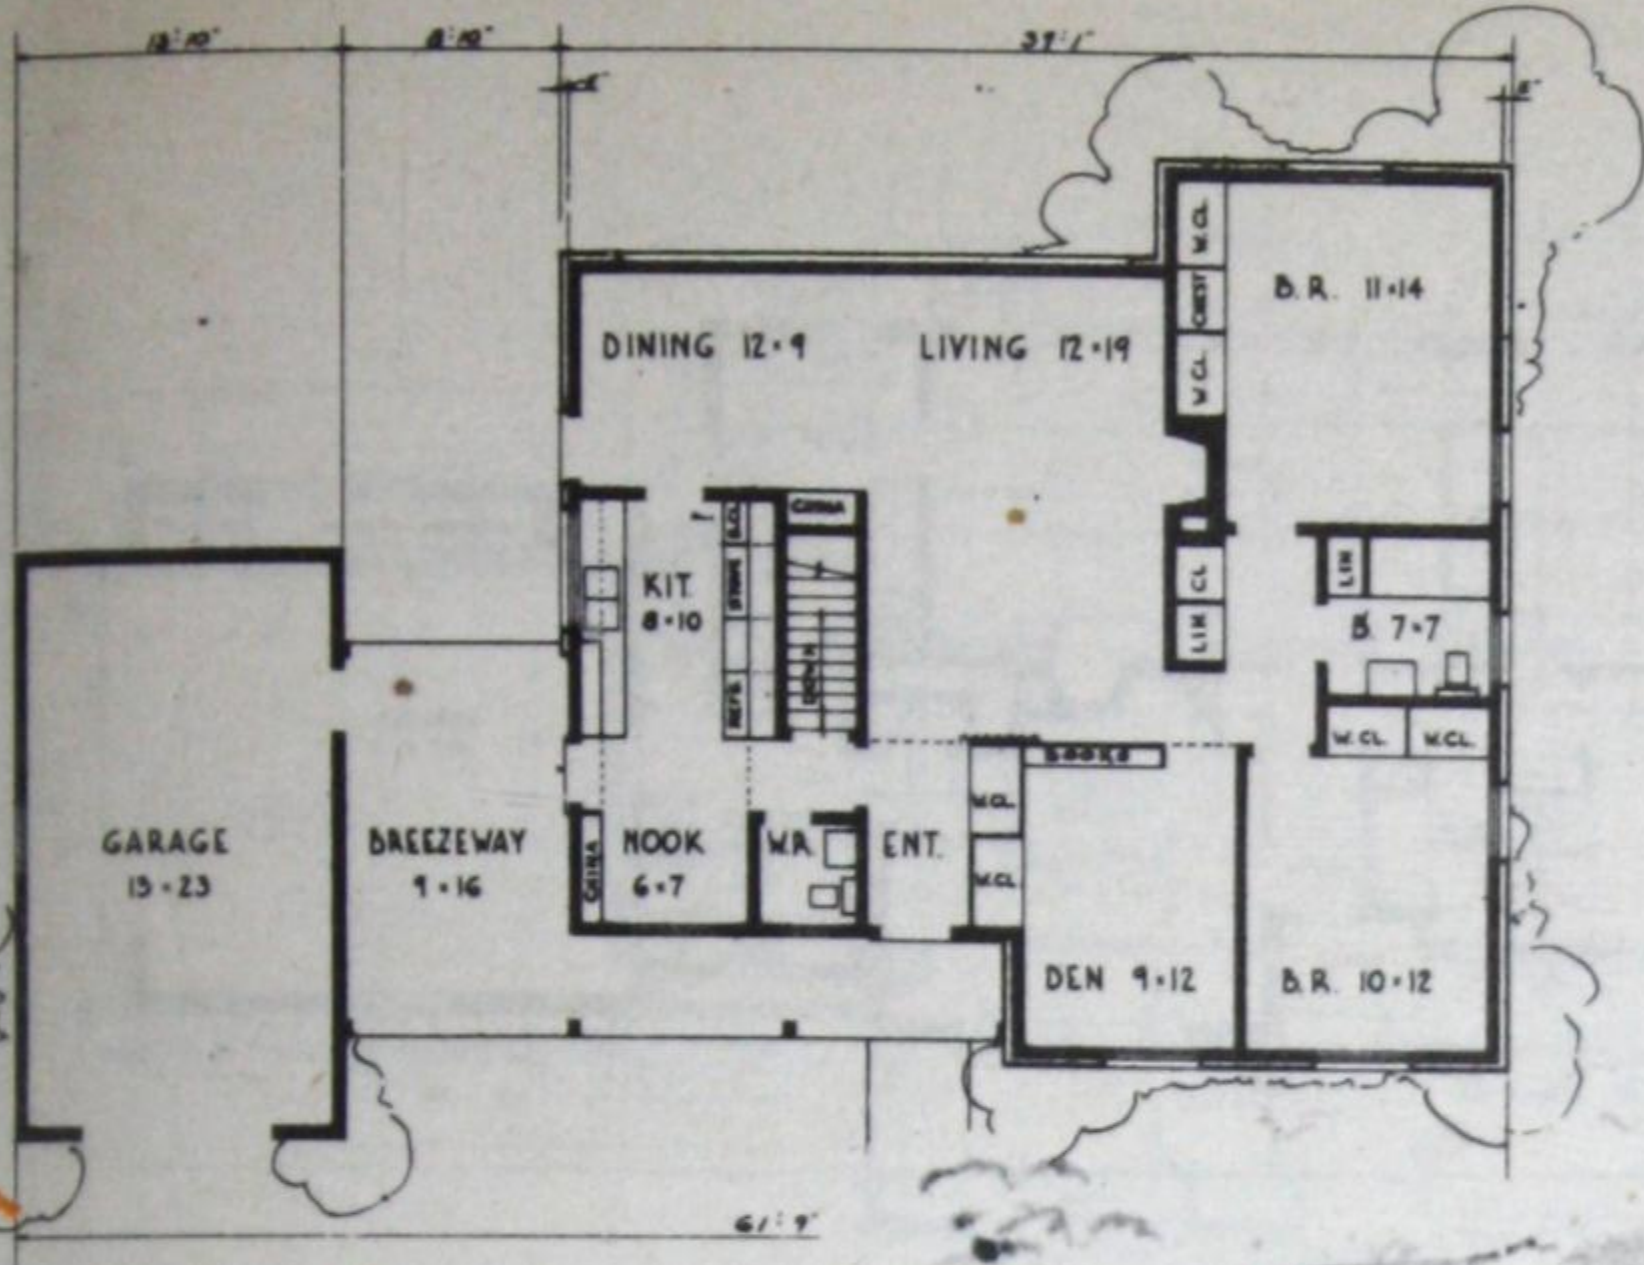 13'-10"
8'-10"
39'-1"
6"
W.CL.
CHEST
W.CL.
B.R. 11×14
DINING 12×9
LIVING 12×19
CHINA
KIT.
8×10
REFR.
DOWN
CL
LIN
LIN
B. 7×7
W.CL.
W.CL.
BOOKS
W.CL.
W.CL.
GARAGE
13×23
BREEZEWAY
9×16
CHINA
NOOK
6×7
W.R.
ENT.
DEN 9×12
B.R. 10×12
61'-9"